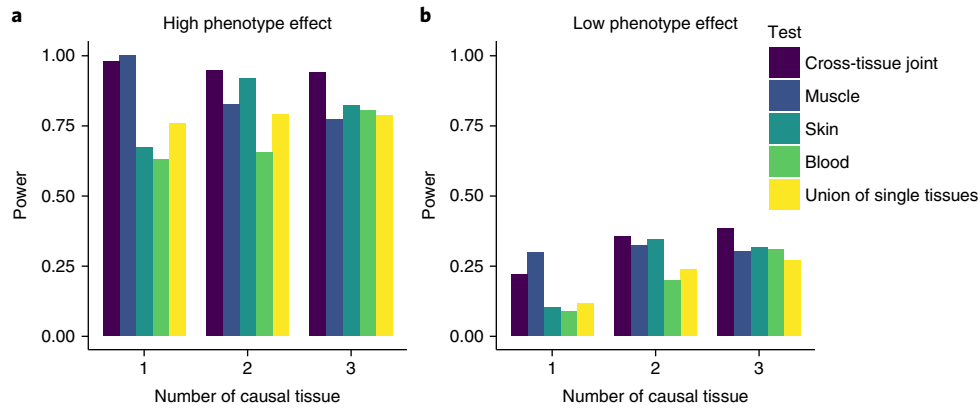 a
High phenotype effect
1.00
0.75
0.50
0.25
0.00
Power
1
2
3
Number of causal tissue
b
Low phenotype effect
1.00
0.75
0.50
0.25
0.00
Power
1
2
3
Number of causal tissue
Test
Cross-tissue joint
Muscle
Skin
Blood
Union of single tissues